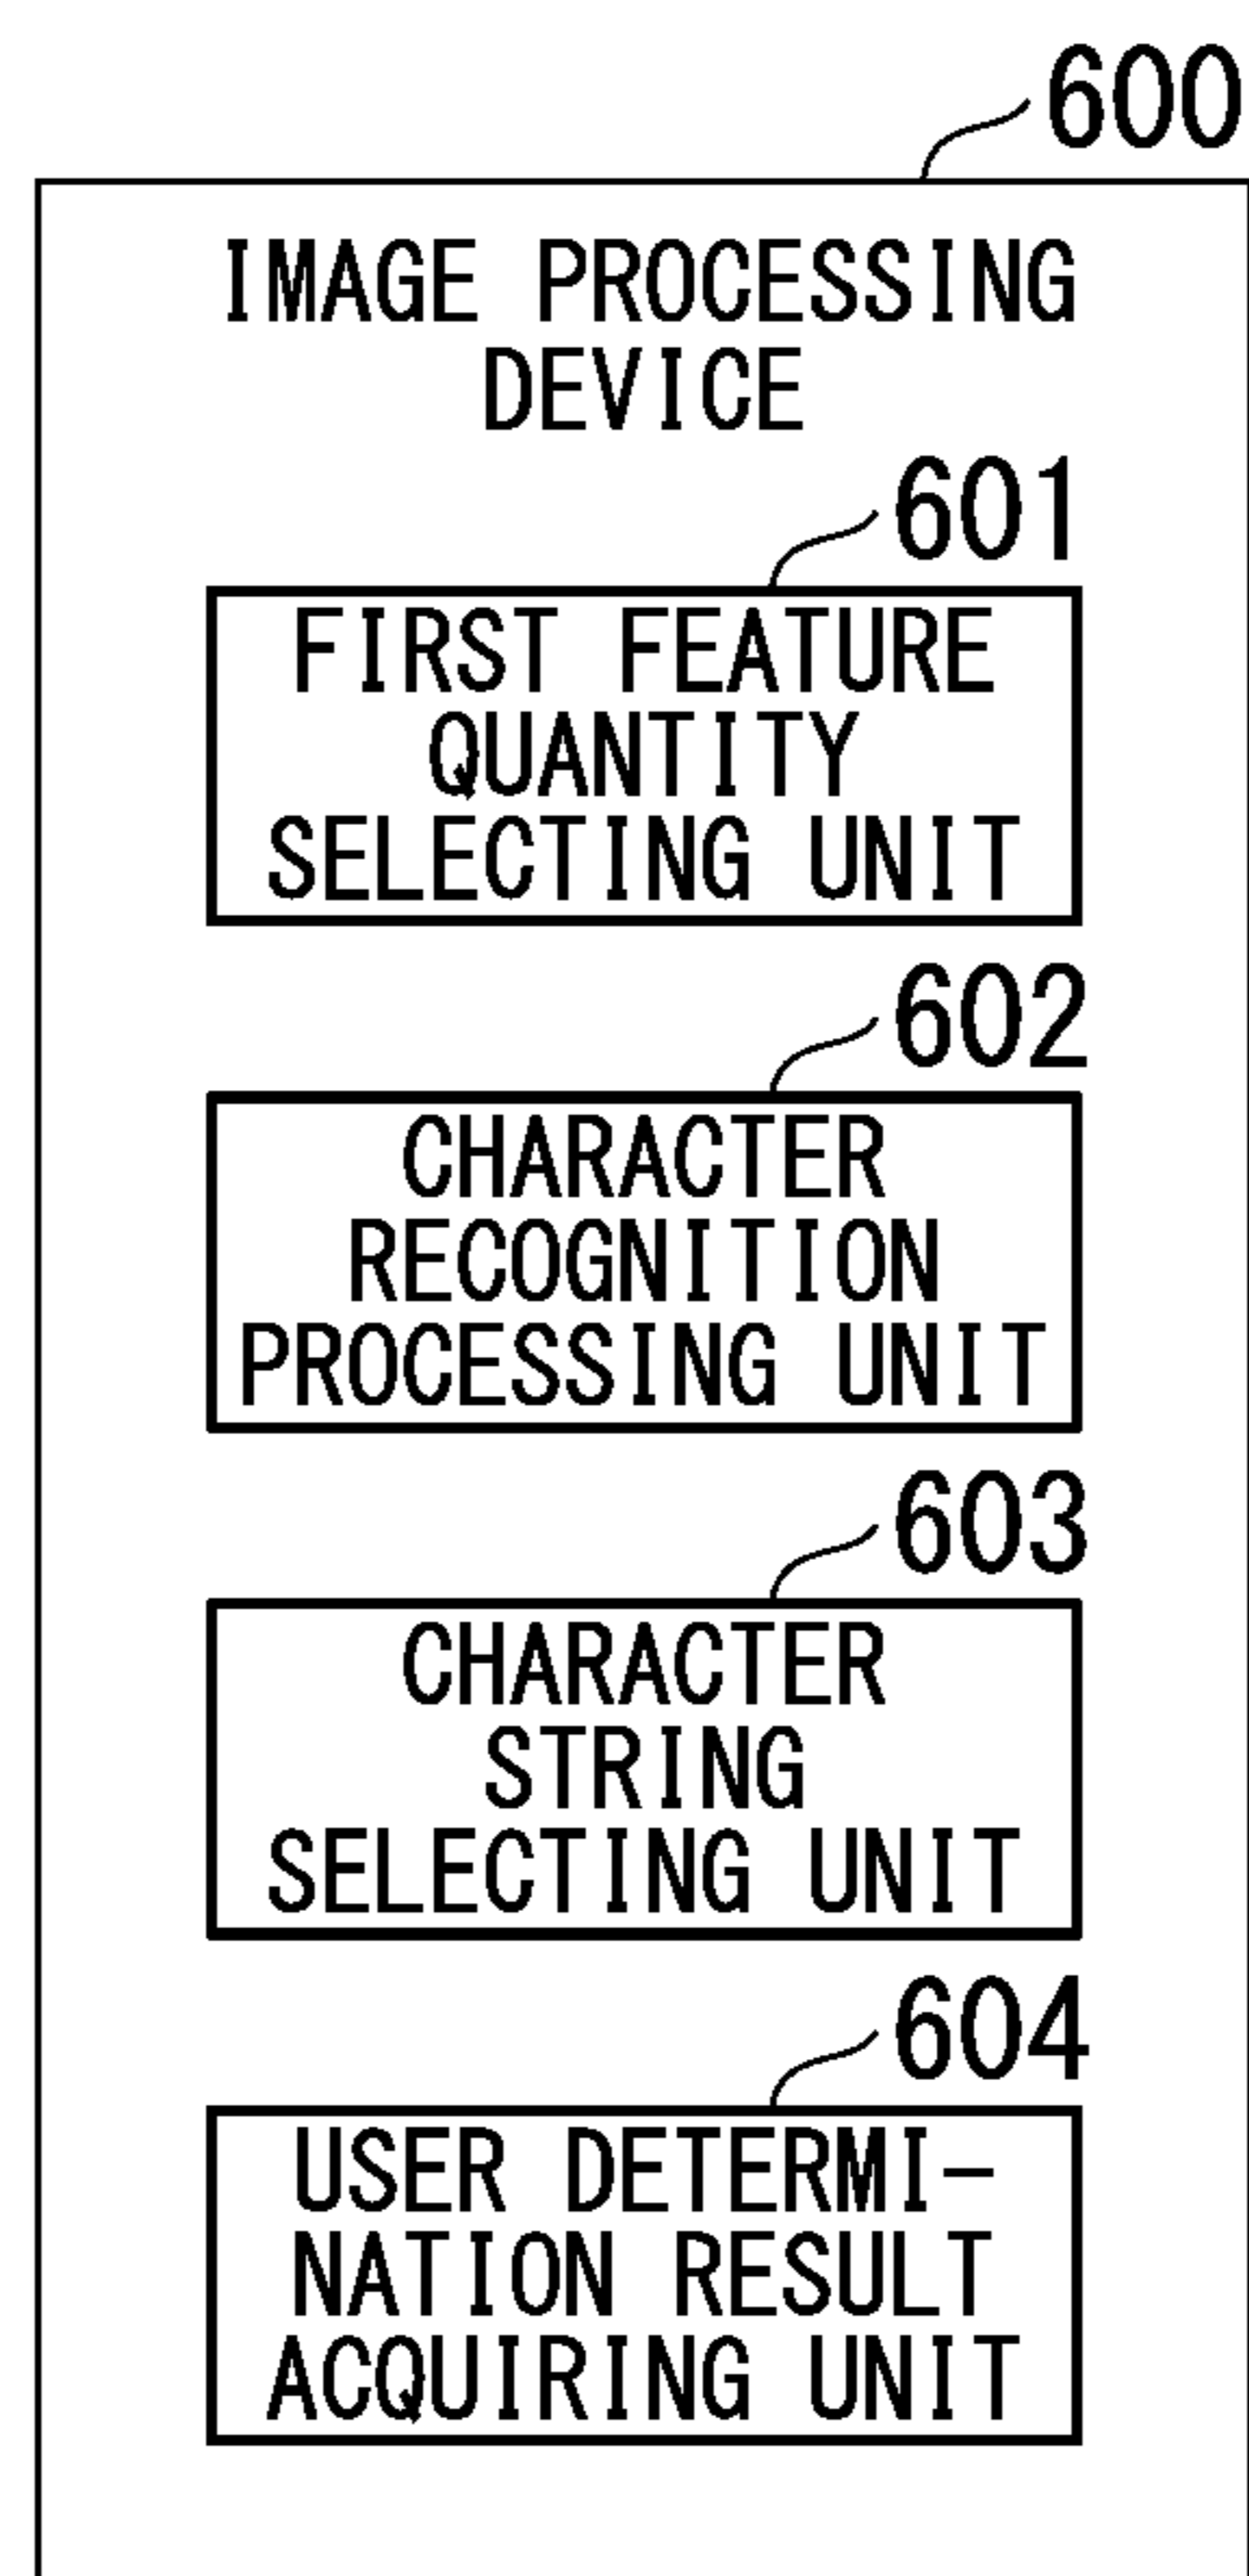 600
IMAGE PROCESSING
DEVICE
601
FIRST FEATURE
QUANTITY
SELECTING UNIT
602
CHARACTER
RECOGNITION
PROCESSING UNIT
603
CHARACTER
STRING
SELECTING UNIT
604
USER DETERMI-
NATION RESULT
ACQUIRING UNIT